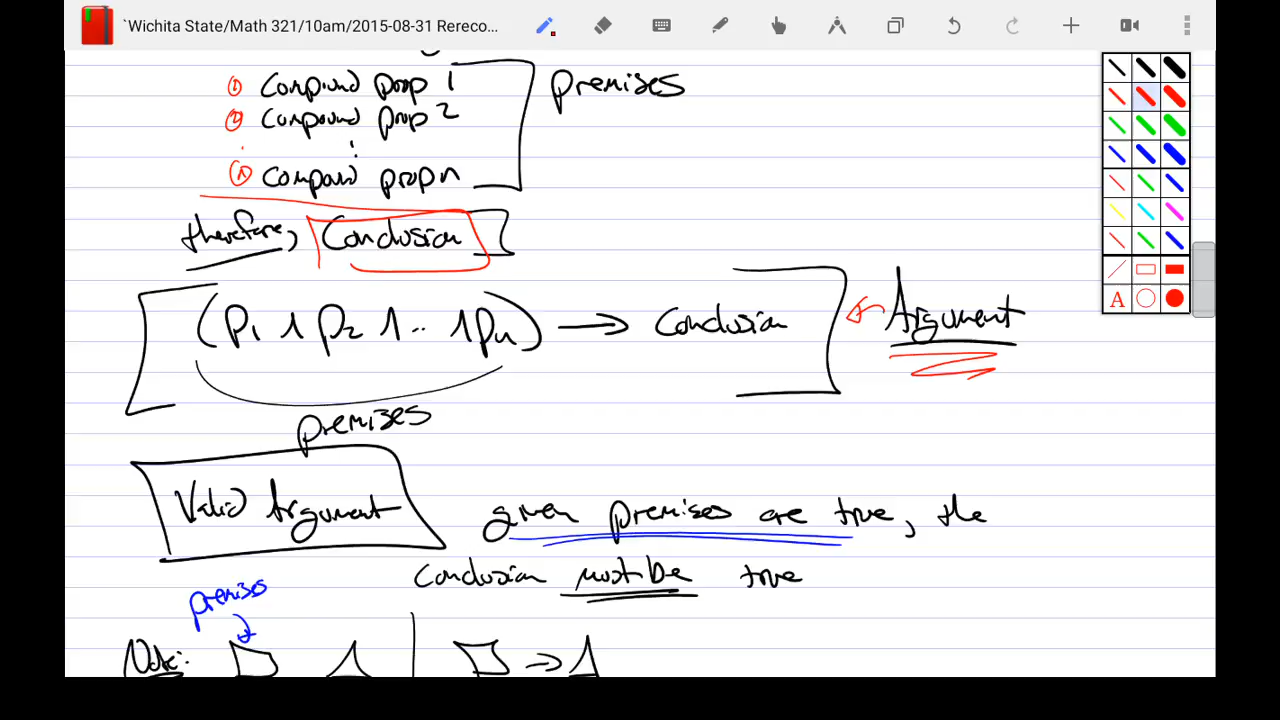 `Wichita State/Math 321/10am/2015-08-31 Rereco...
① Compound prop 1
② Compound prop 2
premises
⋮
ⓝ Compound prop n
therefore, Conclusion
(p1 ∧ p2 ∧ .. ∧ pn) → Conclusion
Argument
premises
Valid Argument
given premises are true, the
Conclusion must be true
premises
Note:
□ △ | □ → △
A